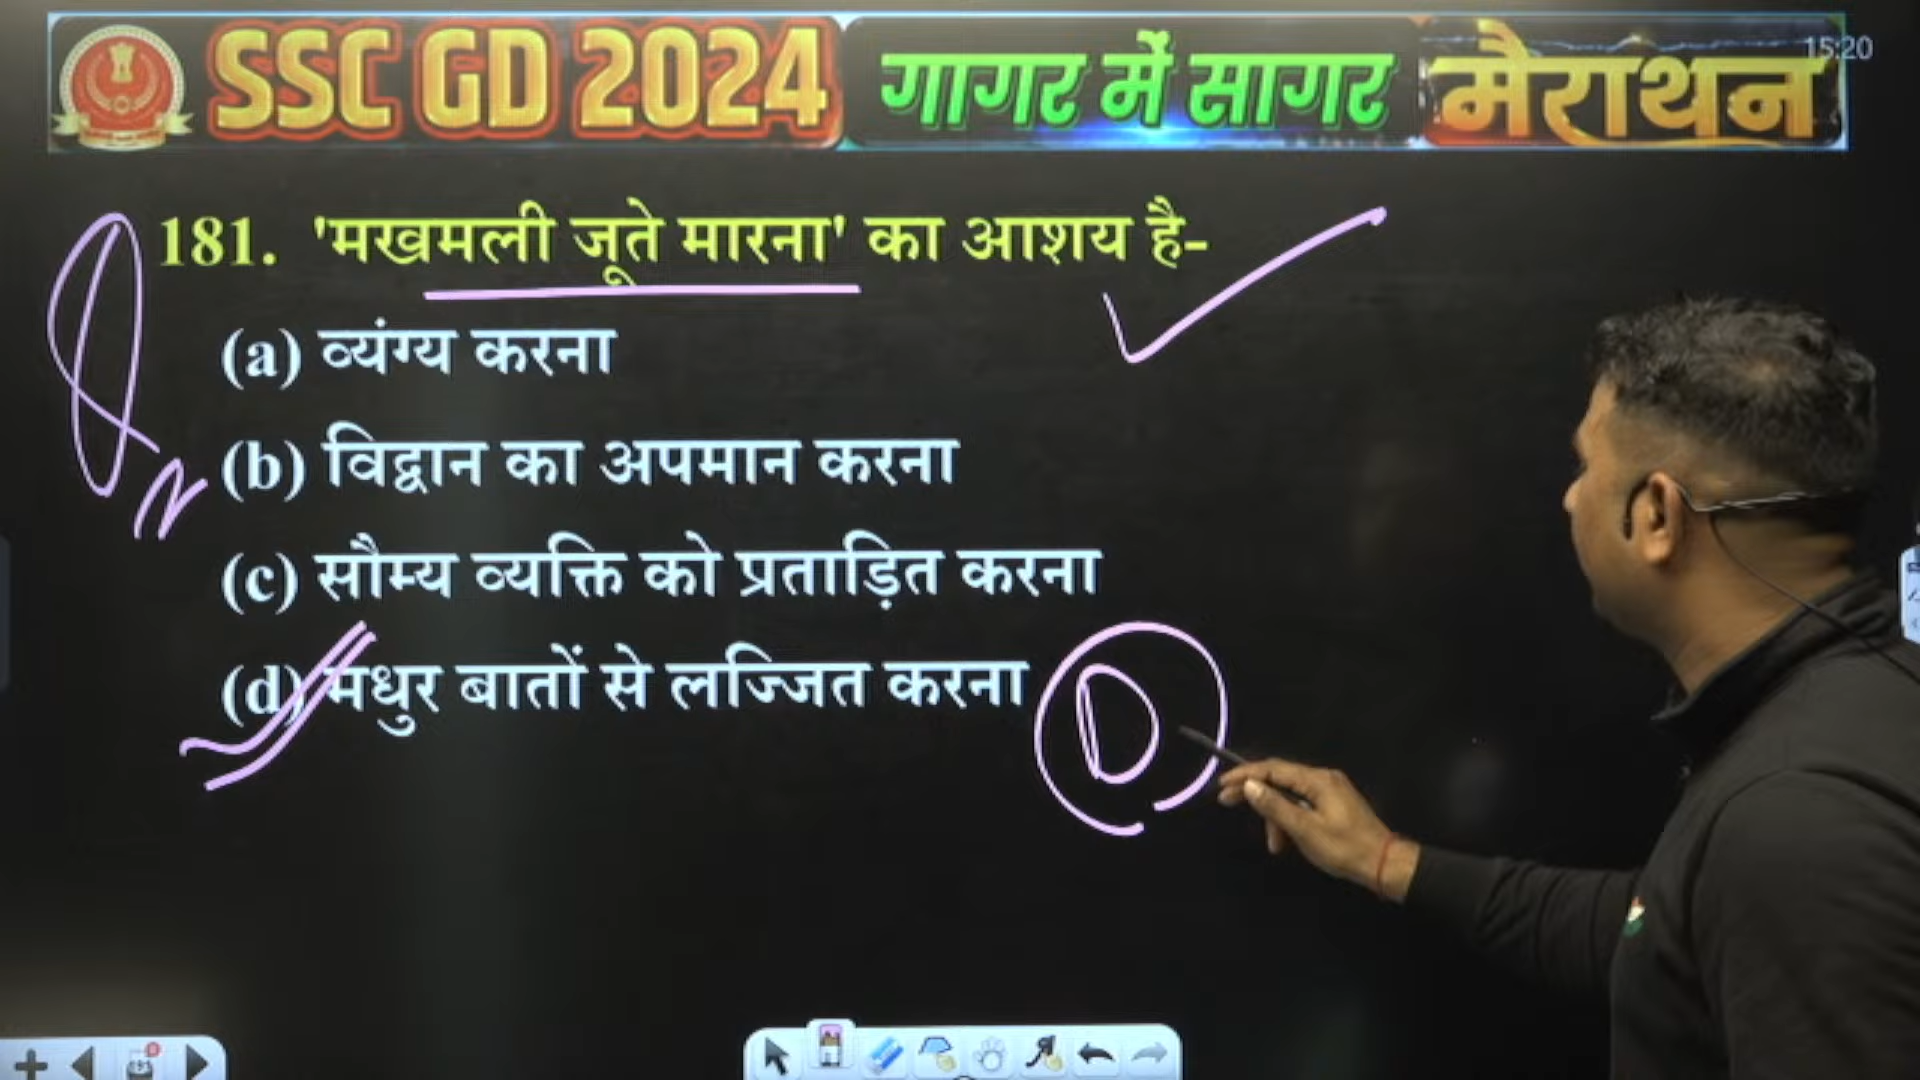 SSC GD 2024 गागर में सागर मैराथन
15:20
181. 'मखमली जूते मारना' का आशय है-
(a) व्यंग्य करना
(b) विद्वान का अपमान करना
(c) सौम्य व्यक्ति को प्रताड़ित करना
(d) मधुर बातों से लज्जित करना
D